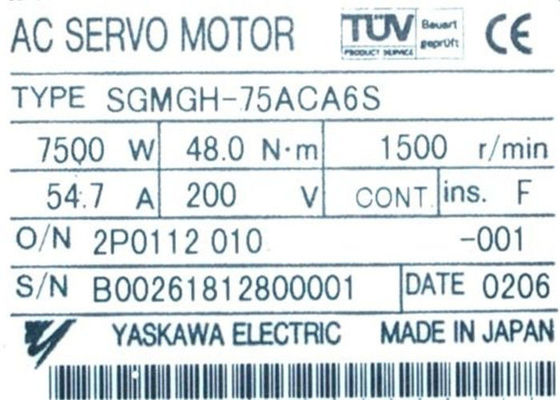 AC SERVO MOTOR TÜV Bauart geprüft CE
PRODUCT SERVICE
TYPE SGMGH-75ACA6S
7500 W 48.0 N·m 1500 r/min
54.7 A 200 V CONT. ins. F
O/N 2P0112 010 -001
S/N B00261812800001 DATE 0206
YASKAWA ELECTRIC MADE IN JAPAN